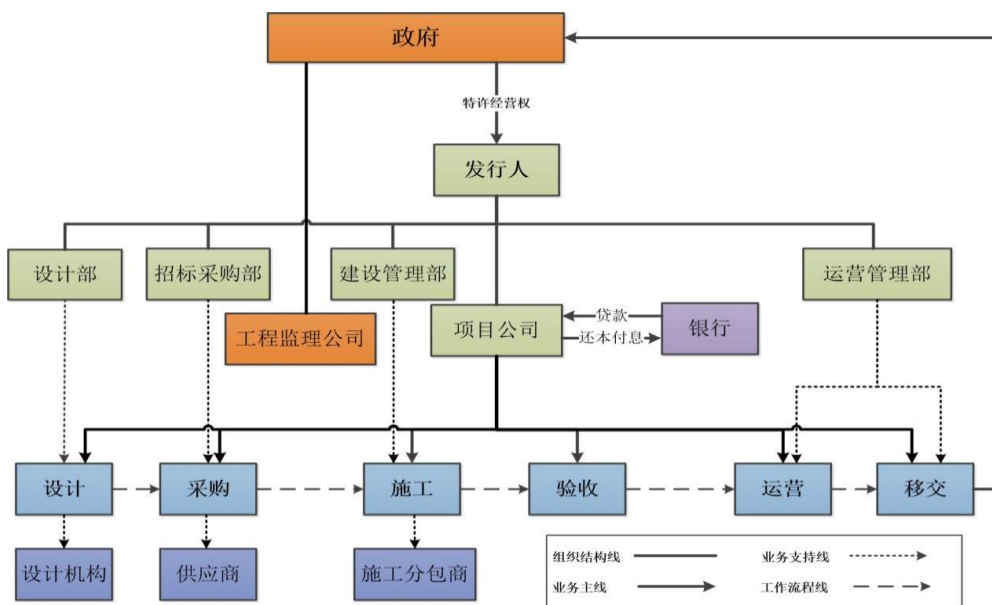 政府
特许经营权
发行人
设计部
招标采购部
建设管理部
运营管理部
工程监理公司
项目公司
贷款
还本付息
银行
设计
采购
施工
验收
运营
移交
设计机构
供应商
施工分包商
组织结构线
业务支持线
业务主线
工作流程线